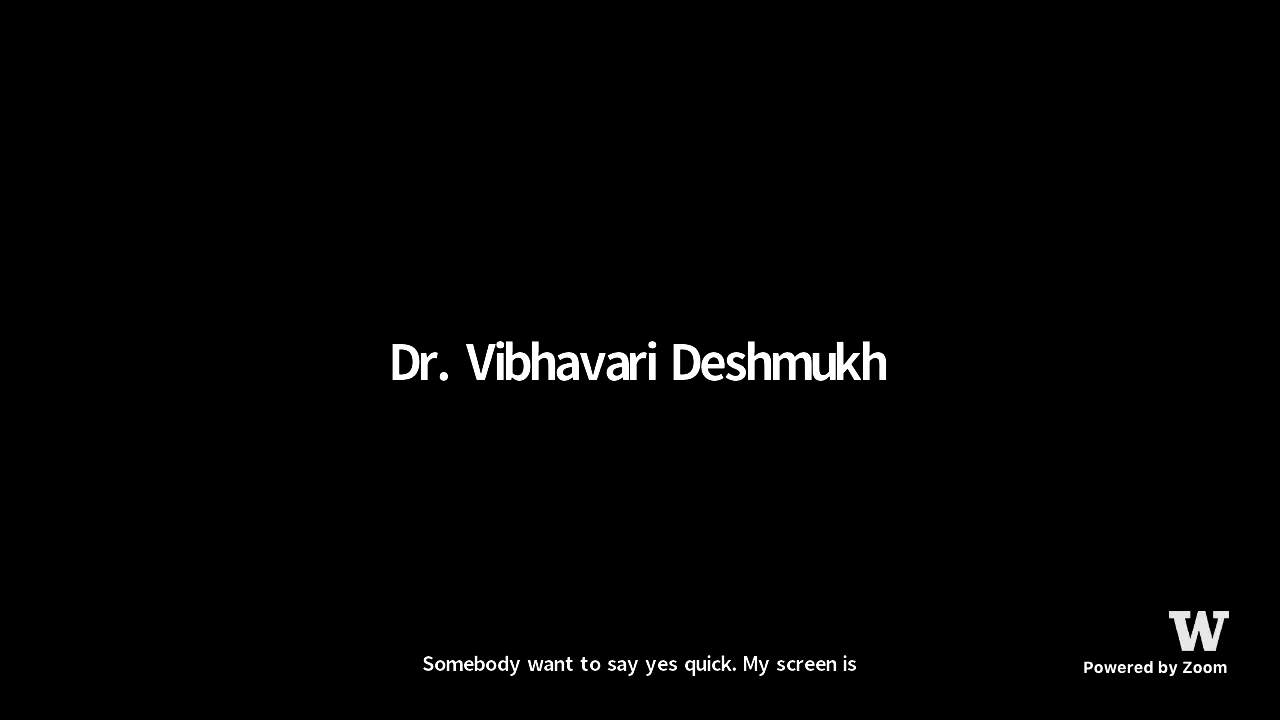 Dr. Vibhavari Deshmukh
W
Somebody want to say yes quick. My screen is
Powered by Zoom